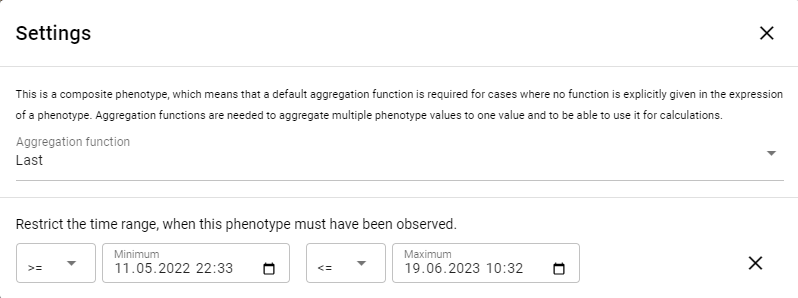 Settings
This is a composite phenotype, which means that a default aggregation function is required for cases where no function is explicitly given in the expression
of a phenotype. Aggregation functions are needed to aggregate multiple phenotype values to one value and to be able to use it for calculations.
Aggregation function
Last
Restrict the time range, when this phenotype must have been observed.
Minimum
Maximum
>= 11.05.2022 22:33 <= 19.06.2023 10:32